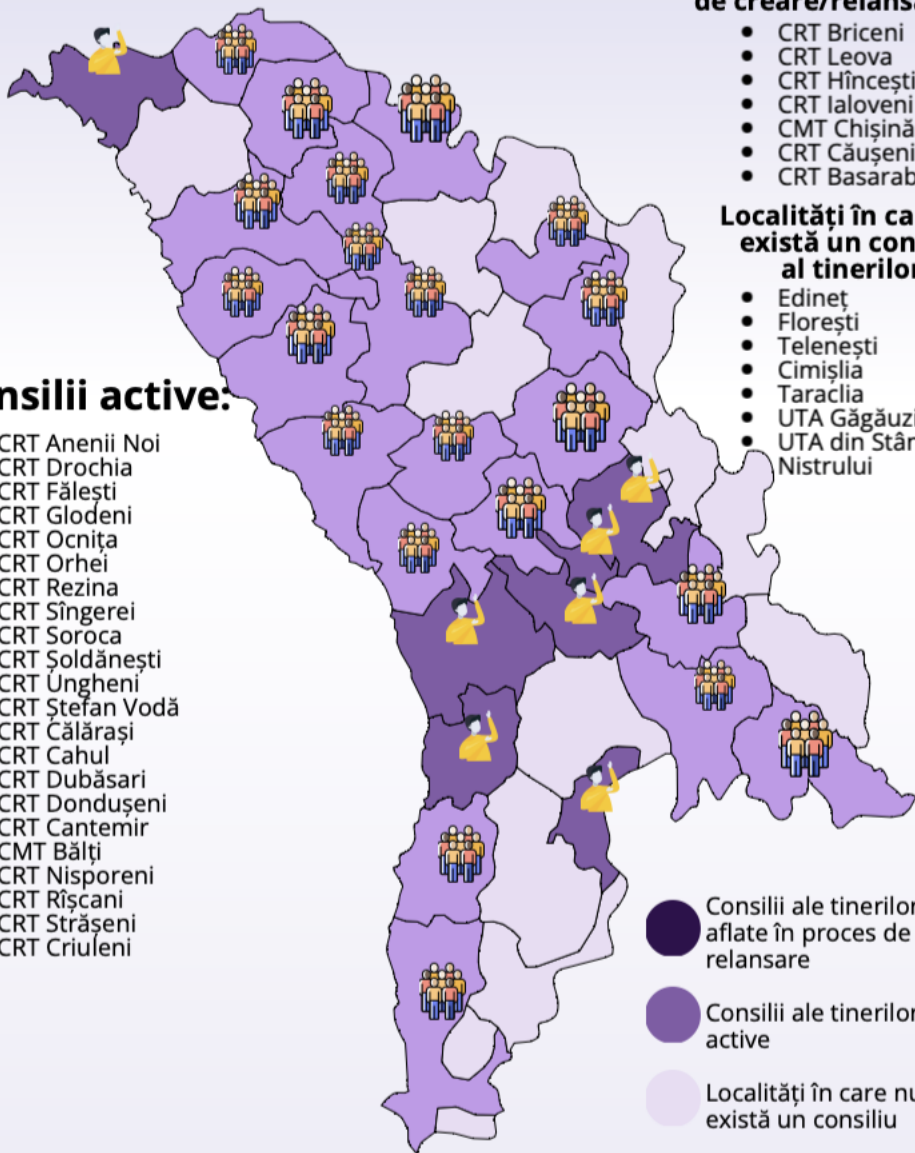 de creare/relansa
CRT Briceni
CRT Leova
CRT Hîncești
CRT Ialoveni
CMT Chișină
CRT Căușeni
CRT Basarab
Localități în ca
există un con
al tinerilor
Edineț
Florești
Telenești
Cimișlia
Taraclia
UTA Găgăuzi
UTA din Stân
Nistrului
nsilii active:
CRT Anenii Noi
CRT Drochia
CRT Fălești
CRT Glodeni
CRT Ocnița
CRT Orhei
CRT Rezina
CRT Sîngerei
CRT Soroca
CRT Șoldănești
CRT Ungheni
CRT Ștefan Vodă
CRT Călărași
CRT Cahul
CRT Dubăsari
CRT Dondușeni
CRT Cantemir
CMT Bălți
CRT Nisporeni
CRT Rîșcani
CRT Strășeni
CRT Criuleni
Consilii ale tinerilor
aflate în proces de
relansare
Consilii ale tinerilor
active
Localități în care nu
există un consiliu